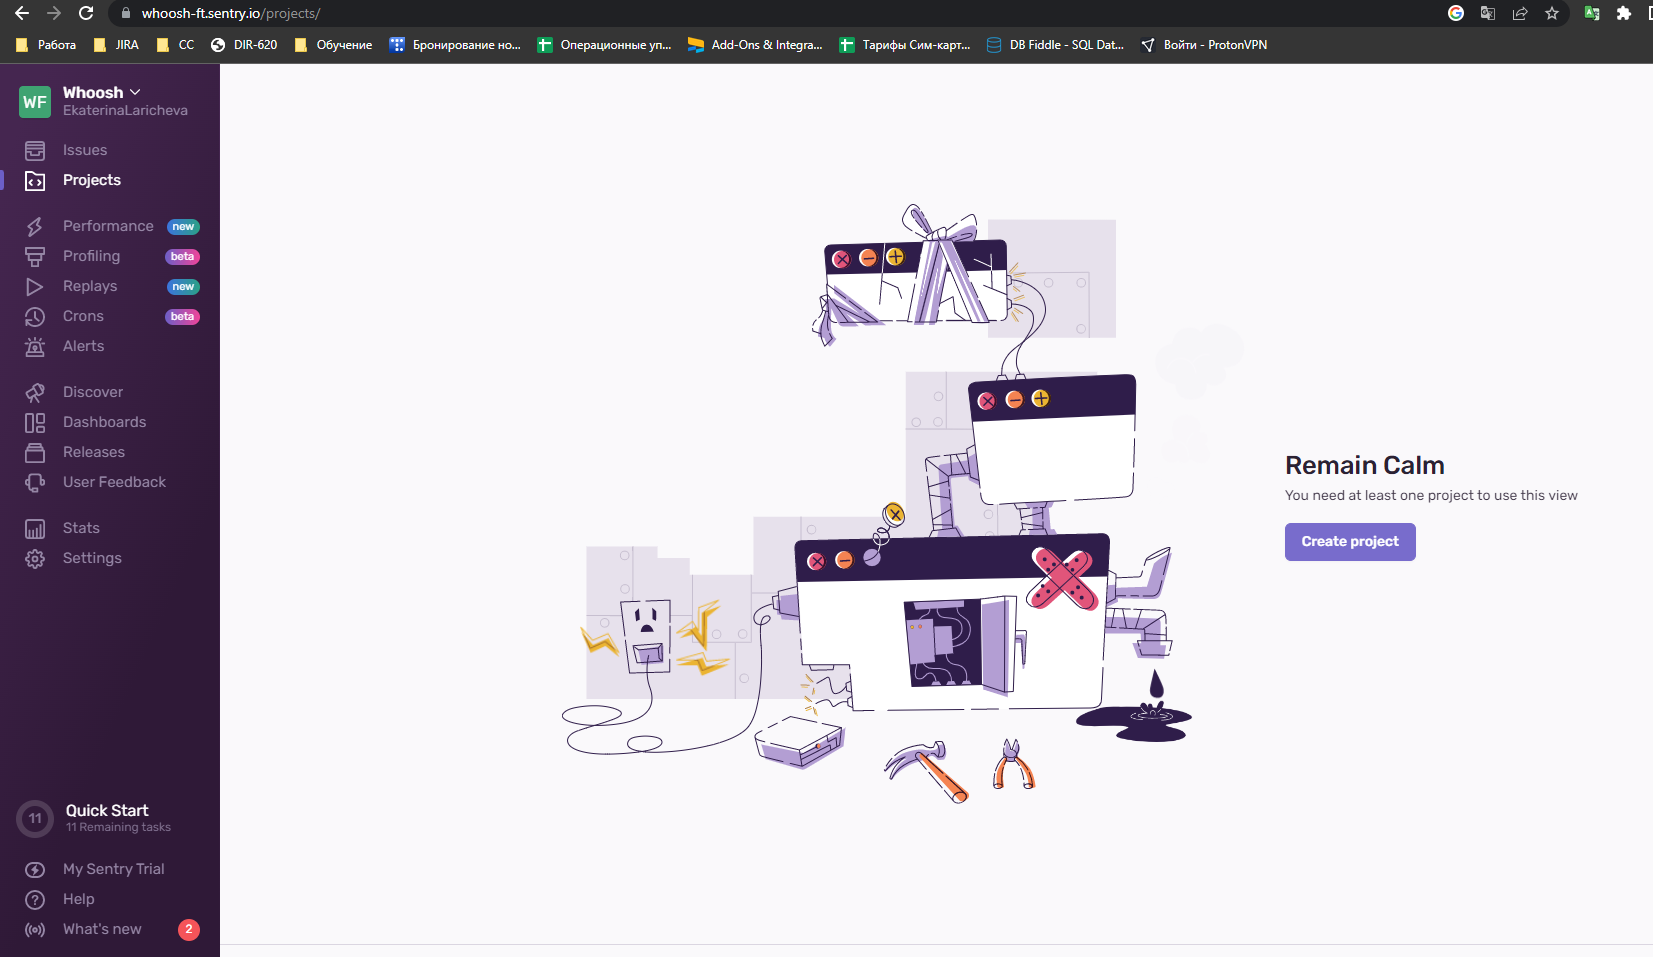 whoosh-ft.sentry.io/projects/
Работа JIRA CC DIR-620 Обучение Бронирование но... Операционные уп... Add-Ons & Integra... Тарифы Сим-карт... DB Fiddle - SQL Dat... Войти - ProtonVPN
WF
Whoosh
EkaterinaLaricheva
Issues
Projects
Performance new
Profiling beta
Replays new
Crons beta
Alerts
Discover
Dashboards
Releases
User Feedback
Stats
Settings
Remain Calm
You need at least one project to use this view
Create project
11
Quick Start
11 Remaining tasks
My Sentry Trial
Help
What's new 2